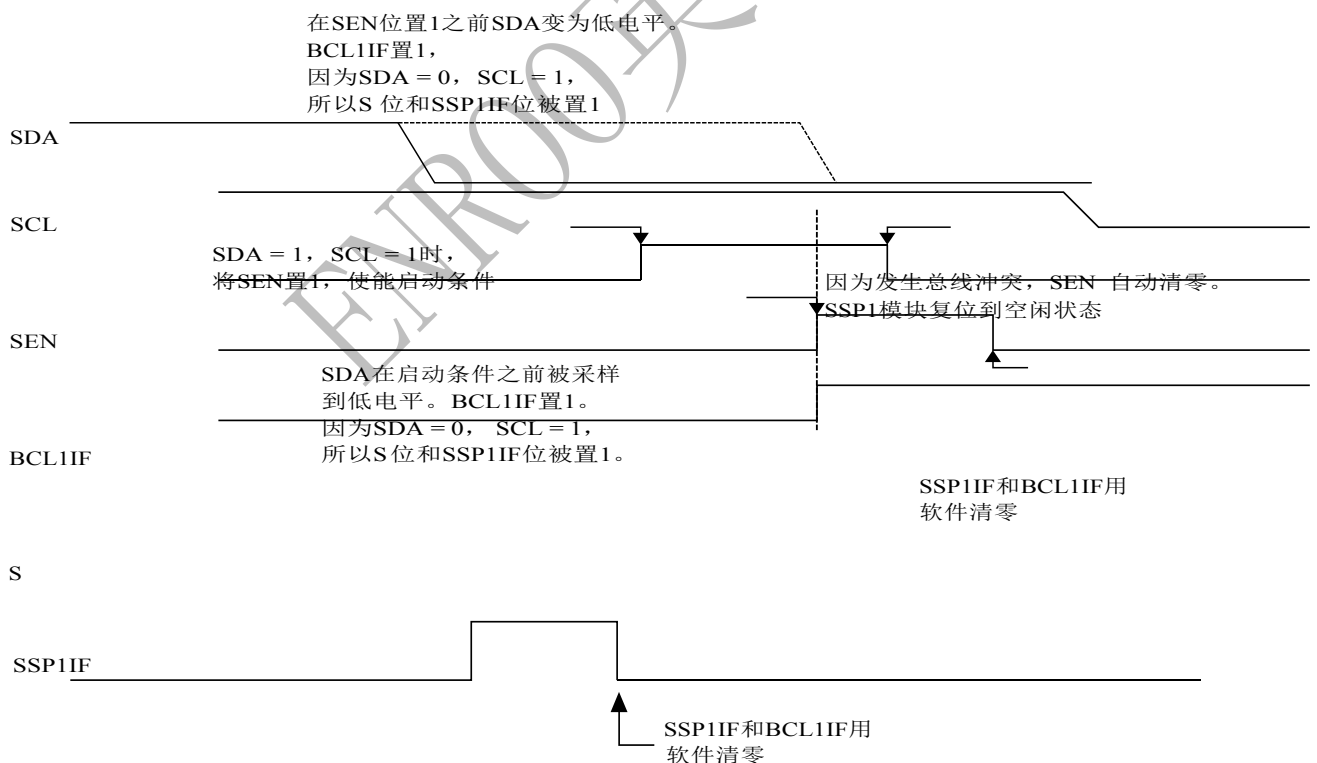 在SEN位置1之前SDA变为低电平。
BCL1IF置1，
因为SDA = 0，SCL = 1，
所以S 位和SSP1IF位被置1
SDA
SCL
SDA = 1，SCL = 1时，
将SEN置1，使能启动条件
因为发生总线冲突，SEN 自动清零。
SSP1模块复位到空闲状态
SEN
SDA在启动条件之前被采样
到低电平。BCL1IF置1。
因为SDA = 0， SCL = 1，
所以S位和SSP1IF位被置1。
BCL1IF
SSP1IF和BCL1IF用
软件清零
S
SSP1IF
SSP1IF和BCL1IF用
软件清零
ENROO